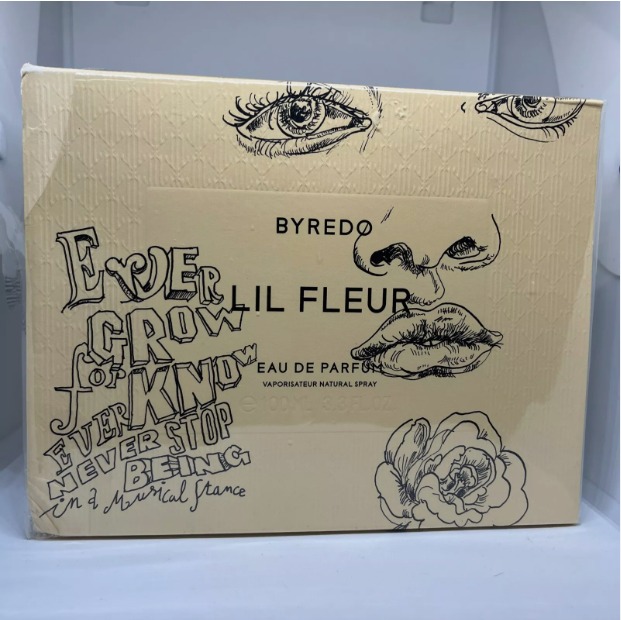 BYREDO
LIL FLEUR
EAU DE PARFUM
VAPORISATEUR NATURAL SPRAY
EVER
GROW
for KNOW
EVER STOP
NEVER BEING
in a Musical Stance